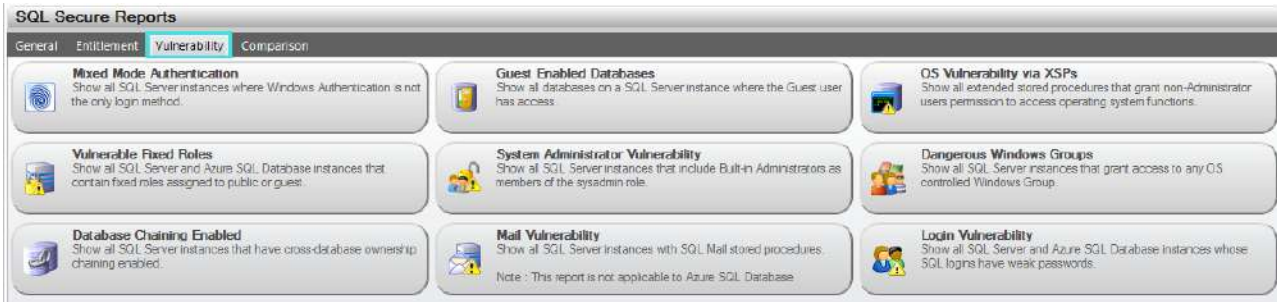 SQL Secure Reports
General Entitlement Vulnerability Comparison
Mixed Mode Authentication
Show all SQL Server instances where Windows Authentication is not
the only login method.
Guest Enabled Databases
Show all databases on a SQL Server instance where the Guest user
has access.
OS Vulnerability via XSPs
Show all extended stored procedures that grant non-Administrator
users permission to access operating system functions.
Vulnerable Fixed Roles
Show all SQL Server and Azure SQL Database instances that
contain fixed roles assigned to public or guest.
System Administrator Vulnerability
Show all SQL Server instances that include Built-in Administrators as
members of the sysadmin role.
Dangerous Windows Groups
Show all SQL Server instances that grant access to any OS
controlled Windows Group.
Database Chaining Enabled
Show all SQL Server instances that have cross-database ownership
chaining enabled.
Mail Vulnerability
Show all SQL Server instances with SQL Mail stored procedures.
Note : This report is not applicable to Azure SQL Database
Login Vulnerability
Show all SQL Server and Azure SQL Database instances whose
SQL logins have weak passwords.